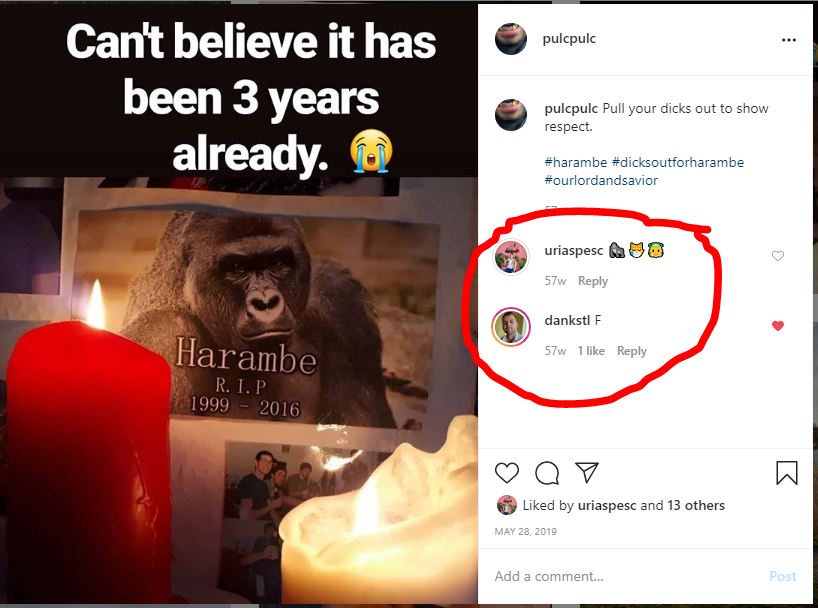 Can't believe it has
been 3 years
already. 😭
Harambe
R.I.P
1999 - 2016
pulcpulc
pulcpulc Pull your dicks out to show
respect.
#harambe #dicksoutforharambe
#ourlordandsavior
57w
uriaspesc 🦍😼😇
57w Reply
dankstl F
57w 1 like Reply
Liked by uriaspesc and 13 others
MAY 28, 2019
Add a comment...
Post